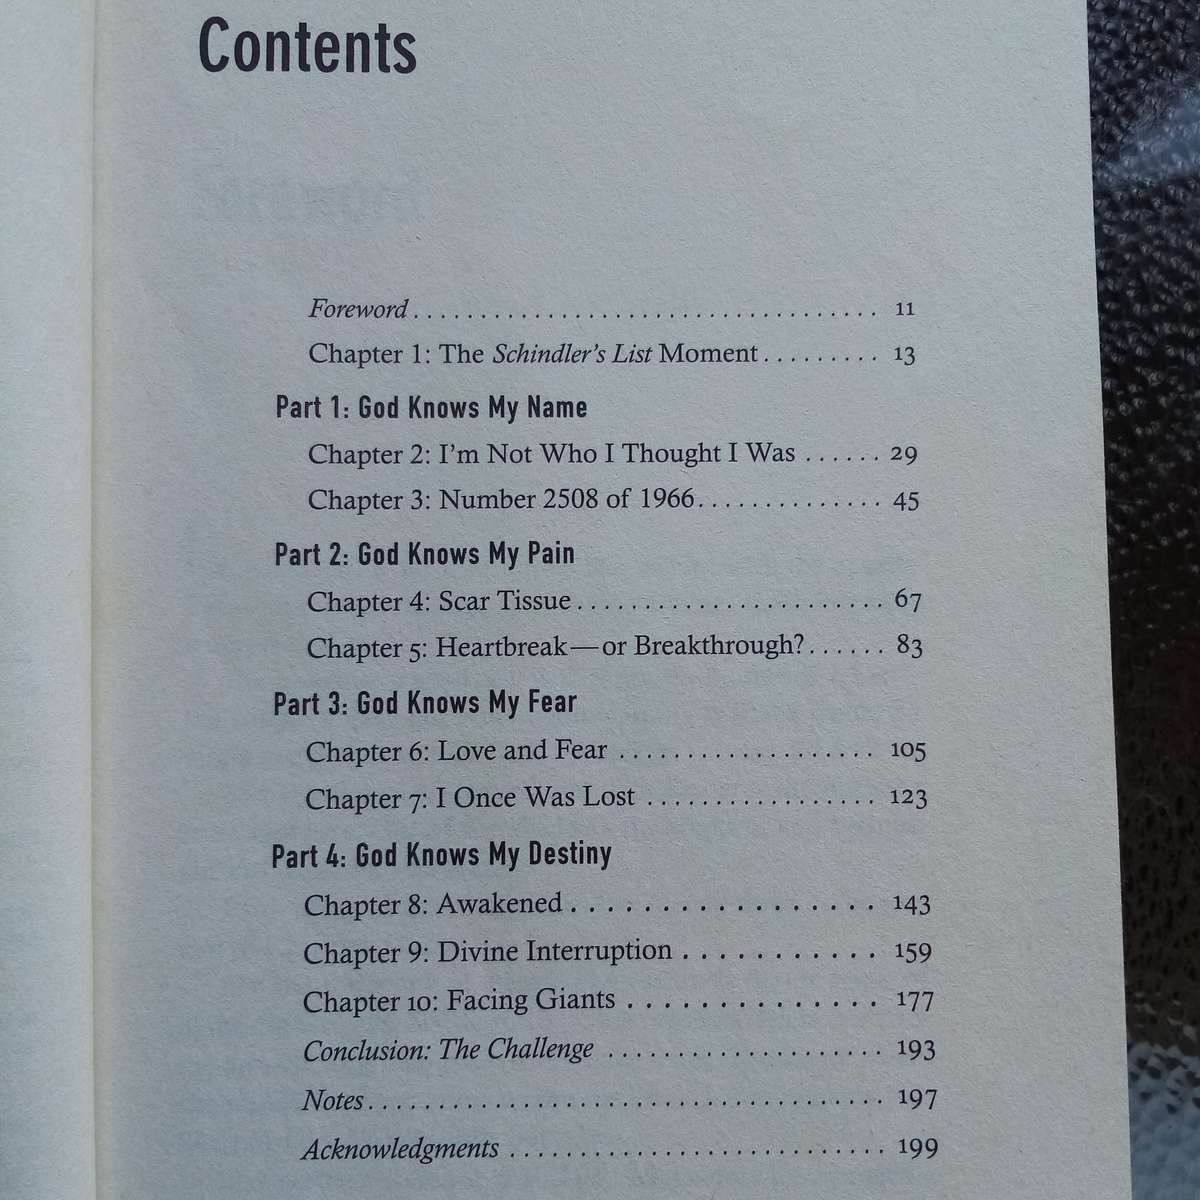 Contents
Foreword . . . . . . . . . . . . . . . . . . . . . . . . . . . . . . . . . . . 11
Chapter 1: The Schindler's List Moment . . . . . . . . . 13
Part 1: God Knows My Name
Chapter 2: I'm Not Who I Thought I Was . . . . . . 29
Chapter 3: Number 2508 of 1966. . . . . . . . . . . . . . 45
Part 2: God Knows My Pain
Chapter 4: Scar Tissue . . . . . . . . . . . . . . . . . . . . . . . 67
Chapter 5: Heartbreak—or Breakthrough? . . . . . . 83
Part 3: God Knows My Fear
Chapter 6: Love and Fear . . . . . . . . . . . . . . . . . . . 105
Chapter 7: I Once Was Lost . . . . . . . . . . . . . . . . . 123
Part 4: God Knows My Destiny
Chapter 8: Awakened . . . . . . . . . . . . . . . . . 143
Chapter 9: Divine Interruption . . . . . . . . . . . 159
Chapter 10: Facing Giants . . . . . . . . . . . . . . 177
Conclusion: The Challenge . . . . . . . . . . . . . . . . . . . . 193
Notes . . . . . . . . . . . . . . . . . . . . . . . . . . . . . . . . . . . . . 197
Acknowledgments . . . . . . . . . . . . . . . . . . . . . . . . . . . 199